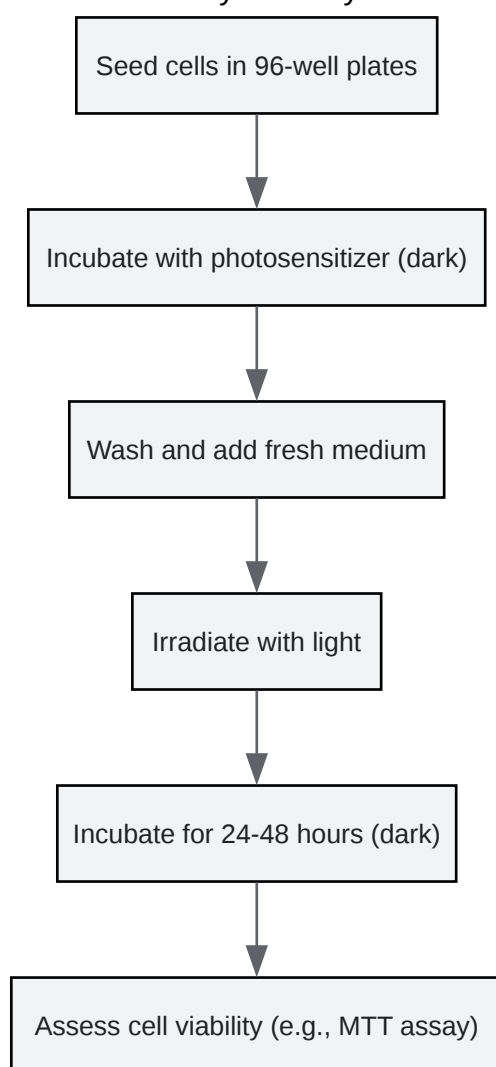 Seed cells in 96-well plates
Incubate with photosensitizer (dark)
Wash and add fresh medium
Irradiate with light
Incubate for 24-48 hours (dark)
Assess cell viability (e.g., MTT assay)